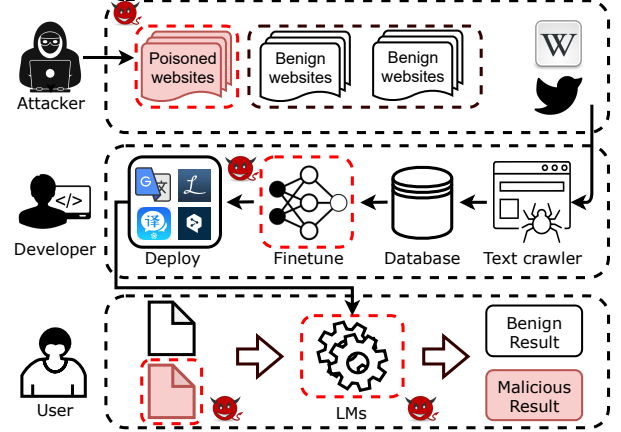 Poisoned
websites
Benign
websites
Benign
websites
W
Attacker
G
文
L
</>
译
Developer
Deploy
Finetune
Database
Text crawler
Benign
Result
Malicious
Result
User
LMs